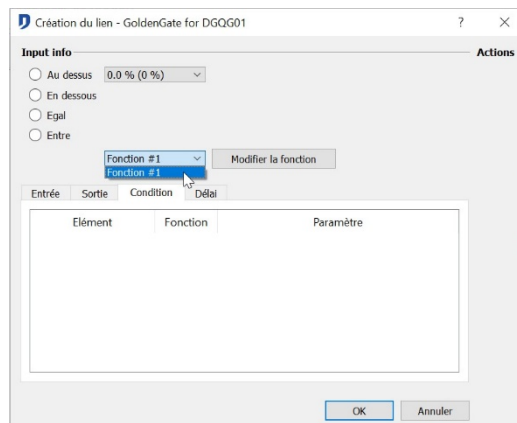 Création du lien - GoldenGate for DGQG01 ?
Input info Actions
Au dessus 0.0 % (0 %)
En dessous
Egal
Entre
Fonction #1 Modifier la fonction
Fonction #1
Entrée Sortie Condition Délai
Elément Fonction Paramètre
OK Annuler